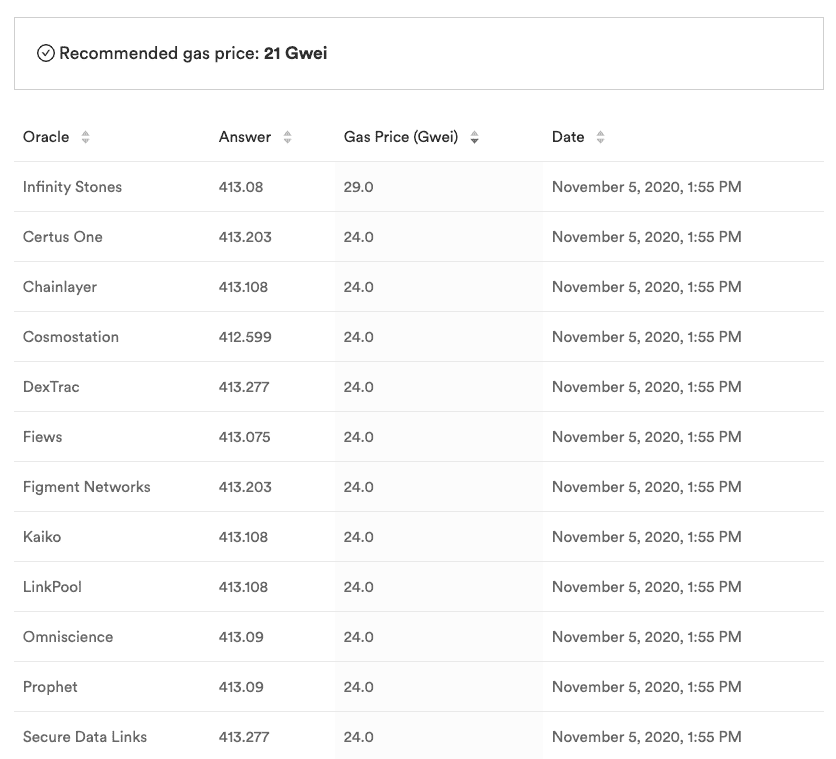 Recommended gas price: 21 Gwei
Oracle Answer Gas Price (Gwei) Date
Infinity Stones 413.08 29.0 November 5, 2020, 1:55 PM
Certus One 413.203 24.0 November 5, 2020, 1:55 PM
Chainlayer 413.108 24.0 November 5, 2020, 1:55 PM
Cosmostation 412.599 24.0 November 5, 2020, 1:55 PM
DexTrac 413.277 24.0 November 5, 2020, 1:55 PM
Fiews 413.075 24.0 November 5, 2020, 1:55 PM
Figment Networks 413.203 24.0 November 5, 2020, 1:55 PM
Kaiko 413.108 24.0 November 5, 2020, 1:55 PM
LinkPool 413.108 24.0 November 5, 2020, 1:55 PM
Omniscience 413.09 24.0 November 5, 2020, 1:55 PM
Prophet 413.09 24.0 November 5, 2020, 1:55 PM
Secure Data Links 413.277 24.0 November 5, 2020, 1:55 PM